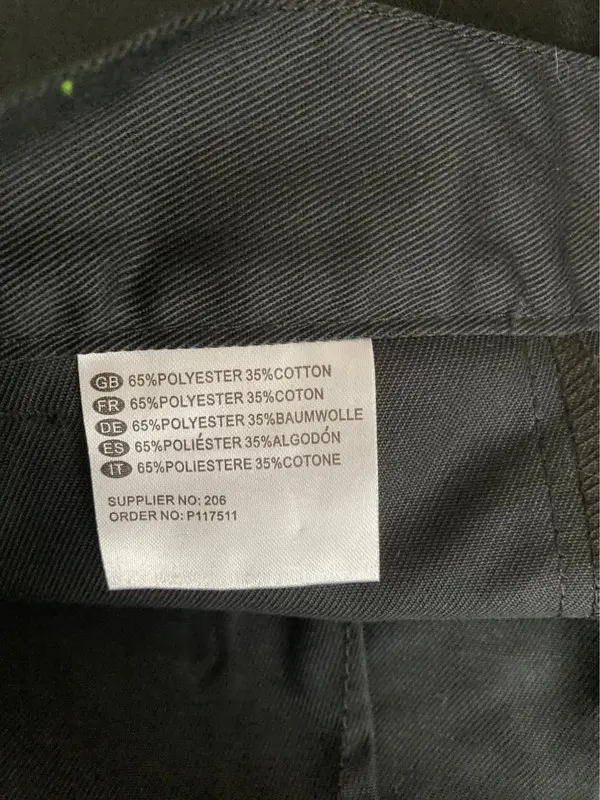 GB 65%POLYESTER 35%COTTON
FR 65%POLYESTER 35%COTON
DE 65%POLYESTER 35%BAUMWOLLE
ES 65%POLIÉSTER 35%ALGODÓN
IT 65%POLIESTERE 35%COTONE
SUPPLIER NO: 206
ORDER NO: P117511